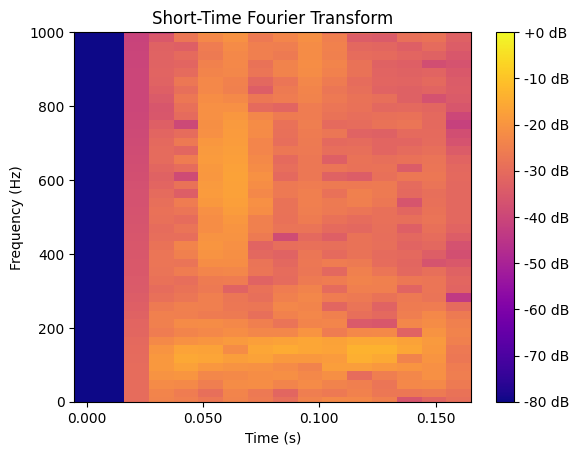 Short-Time Fourier Transform
Frequency (Hz)
1000
800
600
400
200
0
0.000
0.050
0.100
0.150
Time (s)
+0 dB
-10 dB
-20 dB
-30 dB
-40 dB
-50 dB
-60 dB
-70 dB
-80 dB